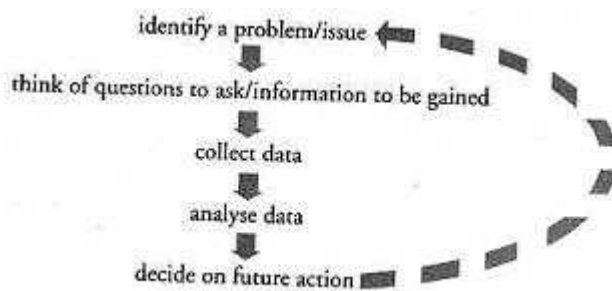 identify a problem/issue
think of questions to ask/information to be gained
collect data
analyse data
decide on future action